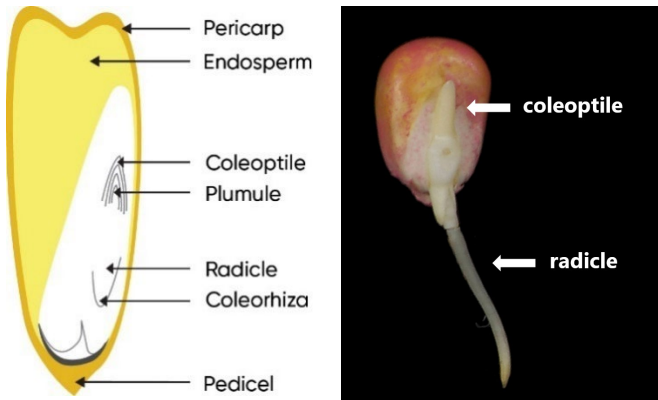 Pericarp
Endosperm
Coleoptile
Plumule
Radicle
Coleorhiza
Pedicel
coleoptile
radicle